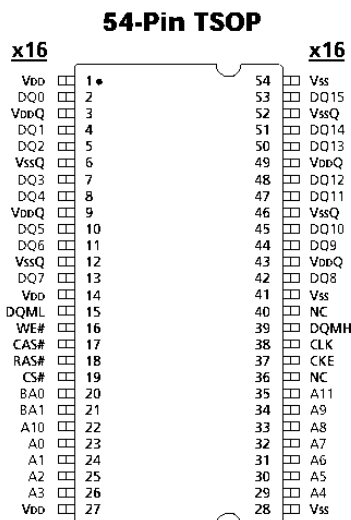 54-Pin TSOP
x16 x16
VDD 1 54 Vss
DQ0 2 53 DQ15
VDDQ 3 52 VssQ
DQ1 4 51 DQ14
DQ2 5 50 DQ13
VssQ 6 49 VDDQ
DQ3 7 48 DQ12
DQ4 8 47 DQ11
VDDQ 9 46 VssQ
DQ5 10 45 DQ10
DQ6 11 44 DQ9
VssQ 12 43 VDDQ
DQ7 13 42 DQ8
VDD 14 41 Vss
DQML 15 40 NC
WE# 16 39 DQMH
CAS# 17 38 CLK
RAS# 18 37 CKE
CS# 19 36 NC
BA0 20 35 A11
BA1 21 34 A9
A10 22 33 A8
A0 23 32 A7
A1 24 31 A6
A2 25 30 A5
A3 26 29 A4
VDD 27 28 Vss